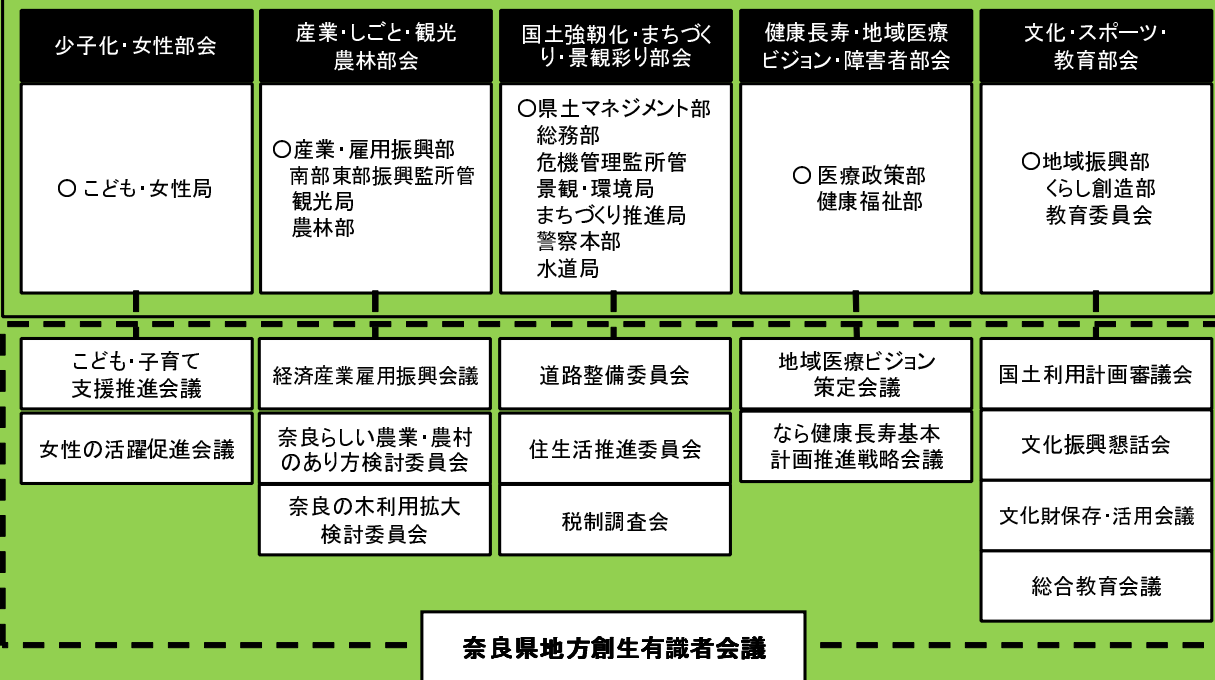 少子化・女性部会
産業・しごと・観光
農林部会
国土強靭化・まちづく
り・景観彩り部会
健康長寿・地域医療
ビジョン・障害者部会
文化・スポーツ・
教育部会
○ こども・女性局
○産業・雇用振興部
南部東部振興監所管
観光局
農林部
○県土マネジメント部
総務部
危機管理監所管
景観・環境局
まちづくり推進局
警察本部
水道局
○ 医療政策部
健康福祉部
○地域振興部
くらし創造部
教育委員会
こども・子育て
支援推進会議
女性の活躍促進会議
経済産業雇用振興会議
奈良らしい農業・農村
のあり方検討委員会
奈良の木利用拡大
検討委員会
道路整備委員会
住生活推進委員会
税制調査会
地域医療ビジョン
策定会議
なら健康長寿基本
計画推進戦略会議
国土利用計画審議会
文化振興懇話会
文化財保存・活用会議
総合教育会議
奈良県地方創生有識者会議